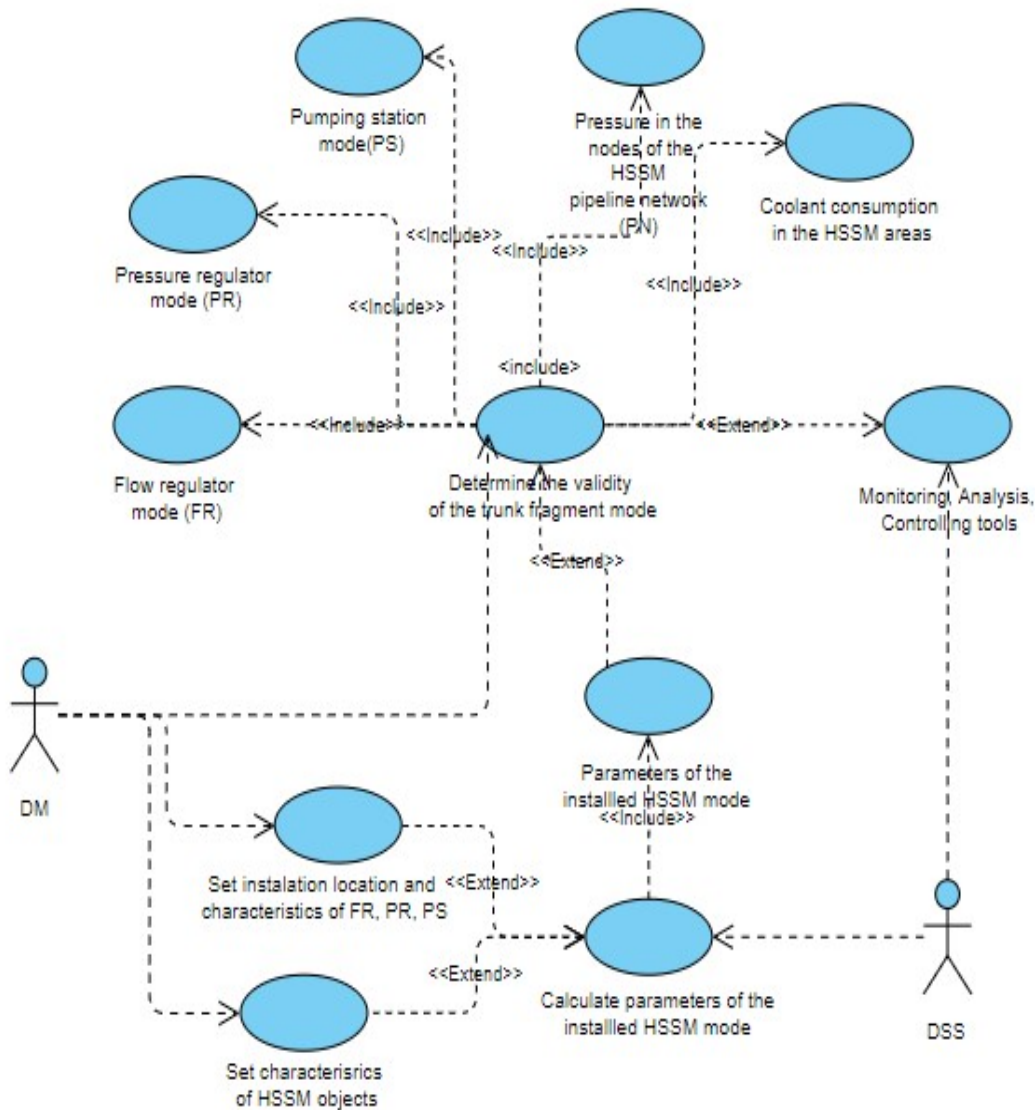 Pumping station
mode(PS)
Pressure in the
nodes of the
HSSM
pipeline network
(PN)
Coolant consumption
in the HSSM areas
Pressure regulator
mode (PR)
<<Include>>
<<Include>>
<<Include>>
<<Include>>
<include>
Flow regulator
mode (FR)
<<Include>>
<<Extend>>
Determine the validity
of the trunk fragment mode
Monitoring, Analysis,
Controlling tools
<<Extend>>
DM
Parameters of the
installled HSSM mode
<<Include>>
Set instalation location and
characteristics of FR, PR, PS
<<Extend>>
<<Extend>>
Calculate parameters of the
installled HSSM mode
DSS
Set characterisrics
of HSSM objects